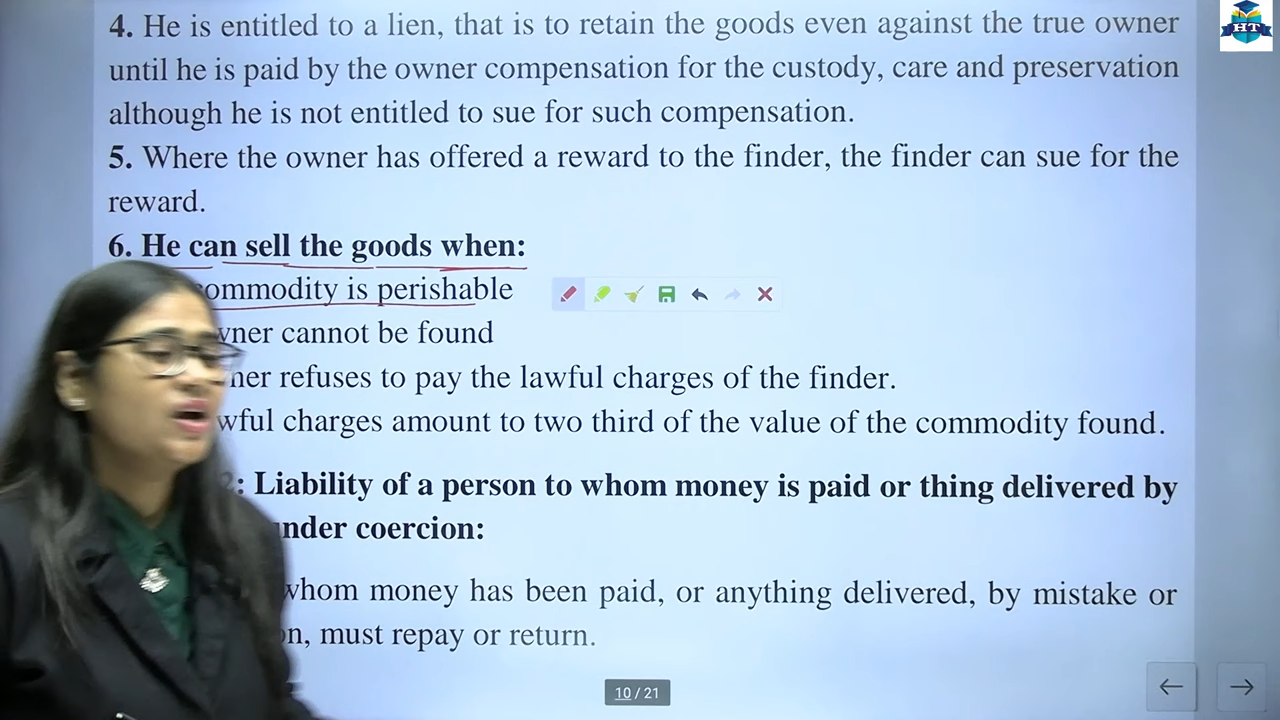 4. He is entitled to a lien, that is to retain the goods even against the true owner
until he is paid by the owner compensation for the custody, care and preservation
although he is not entitled to sue for such compensation.
5. Where the owner has offered a reward to the finder, the finder can sue for the
reward.
6. He can sell the goods when:
ommodity is perishable
wner cannot be found
ner refuses to pay the lawful charges of the finder.
wful charges amount to two third of the value of the commodity found.
2: Liability of a person to whom money is paid or thing delivered by
nder coercion:
whom money has been paid, or anything delivered, by mistake or
on, must repay or return.
10 / 21
HT